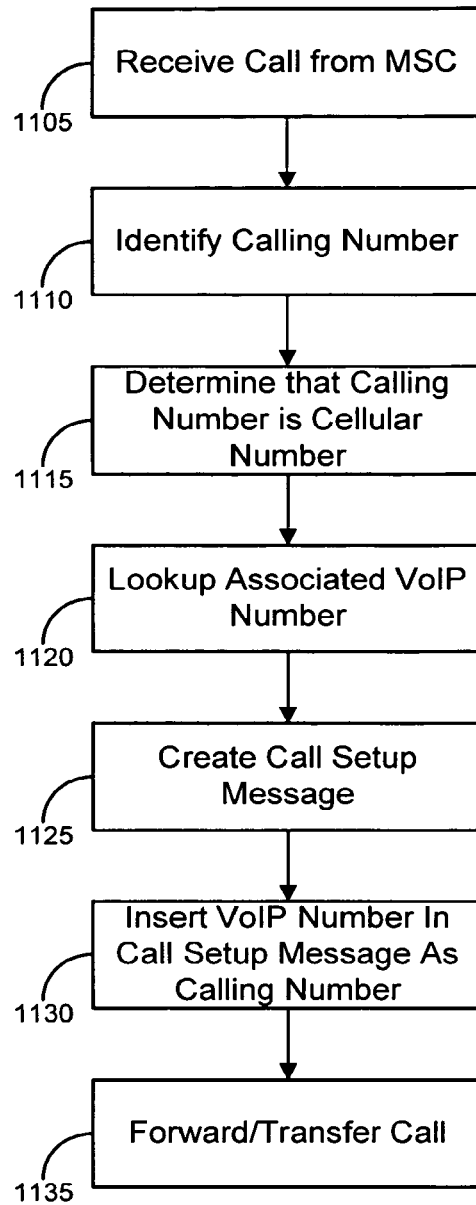 Receive Call from MSC
1105
Identify Calling Number
1110
Determine that Calling
Number is Cellular
Number
1115
Lookup Associated VoIP
Number
1120
Create Call Setup
Message
1125
Insert VoIP Number In
Call Setup Message As
Calling Number
1130
Forward/Transfer Call
1135